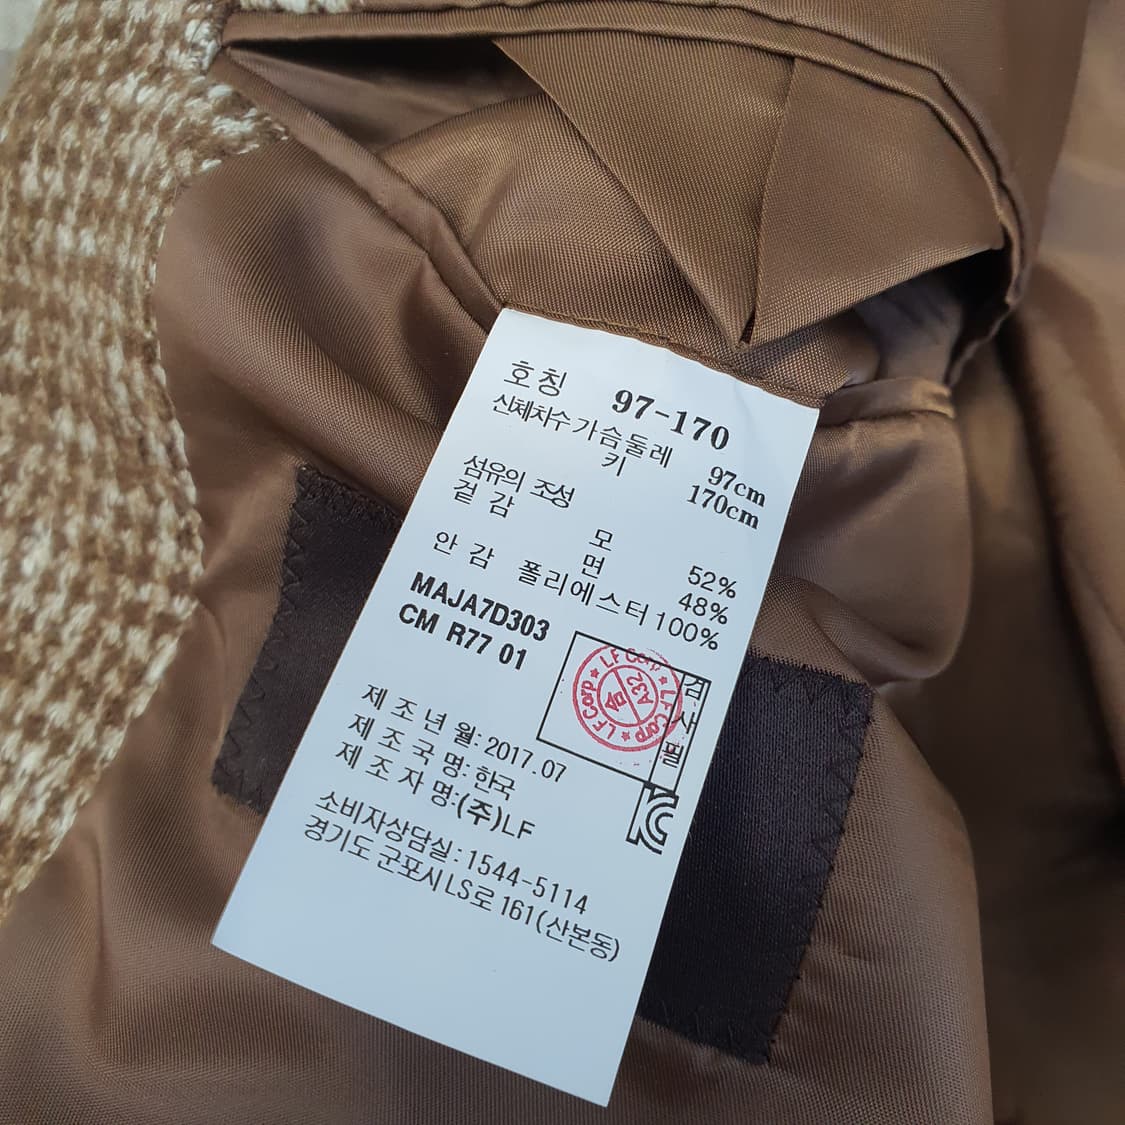 호칭 97-170
신체치수 가슴둘레 97cm
키 170cm
섬유의 조성
겉 감 모 52%
면 48%
안 감 폴리에스터 100%
MAJA7D303
CM R77 01
검사필
LF Corp ★ LF Corp ★ LF Corp ★
합 A32
제 조 년 월: 2017.07
제 조 국 명: 한국
제 조 자 명:(주)LF
소비자상담실:1544-5114
경기도 군포시 LS로 161(산본동)